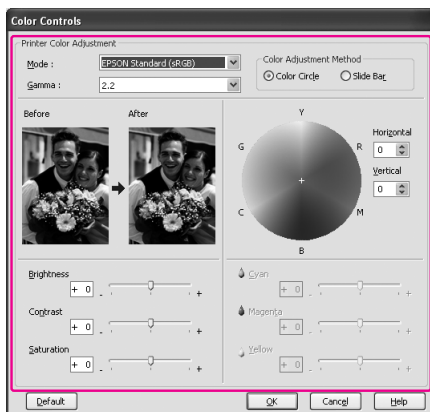 Color Controls
Printer Color Adjustment
Mode : EPSON Standard (sRGB)
Gamma : 2.2
Color Adjustment Method
Color Circle Slide Bar
Before After
Y
G R
C M
B
Horizontal
0
Vertical
0
Brightness
+ 0 - +
Contrast
+ 0 - +
Saturation
+ 0 - +
Cyan
+ 0 - +
Magenta
+ 0 - +
Yellow
+ 0 - +
Default OK Cancel Help